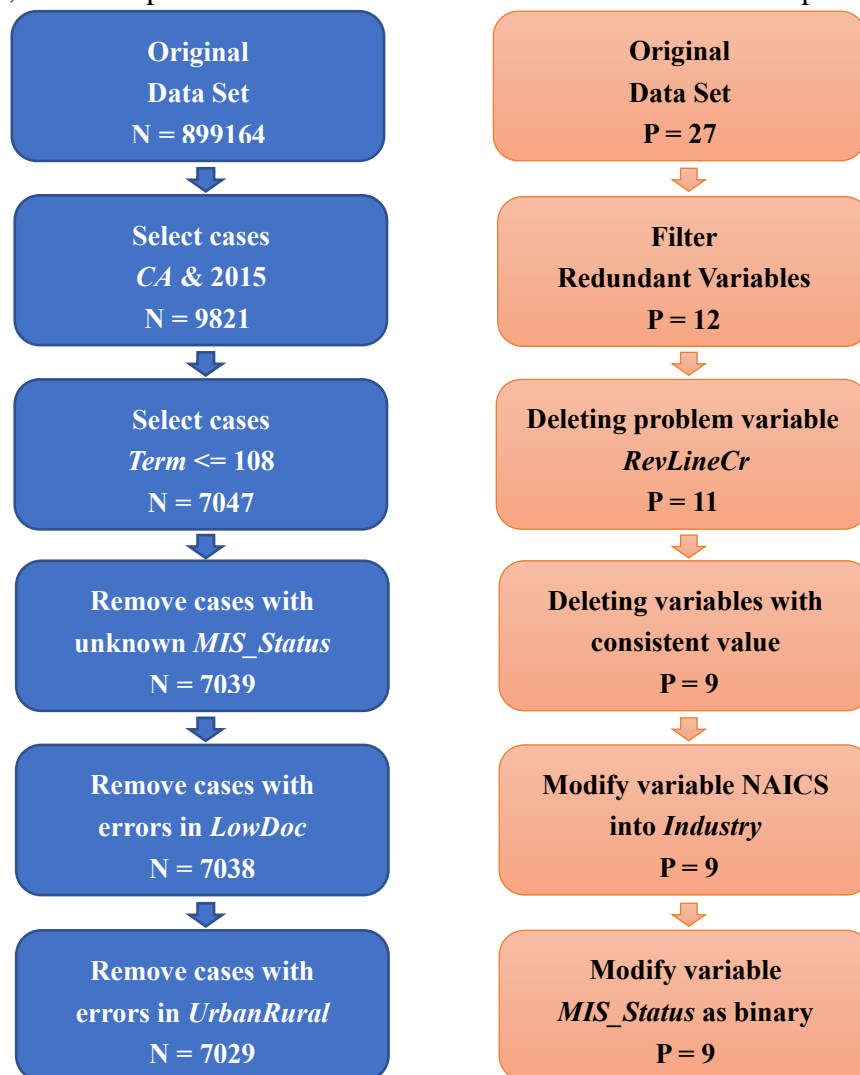 Original
Data Set
N = 899164
Select cases
CA & 2015
N = 9821
Select cases
Term <= 108
N = 7047
Remove cases with
unknown MIS_Status
N = 7039
Remove cases with
errors in LowDoc
N = 7038
Remove cases with
errors in UrbanRural
N = 7029
Original
Data Set
P = 27
Filter
Redundant Variables
P = 12
Deleting problem variable
RevLineCr
P = 11
Deleting variables with
consistent value
P = 9
Modify variable NAICS
into Industry
P = 9
Modify variable
MIS_Status as binary
P = 9